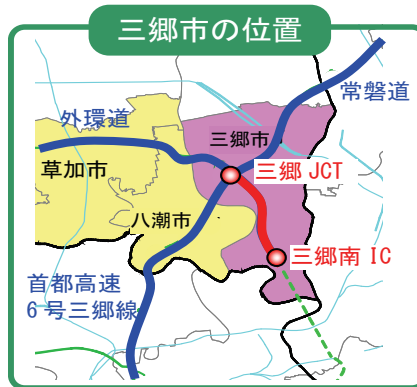 三郷市の位置
常磐道
外環道
三郷市
草加市
三郷 JCT
八潮市
三郷南 IC
首都高速
6 号三郷線